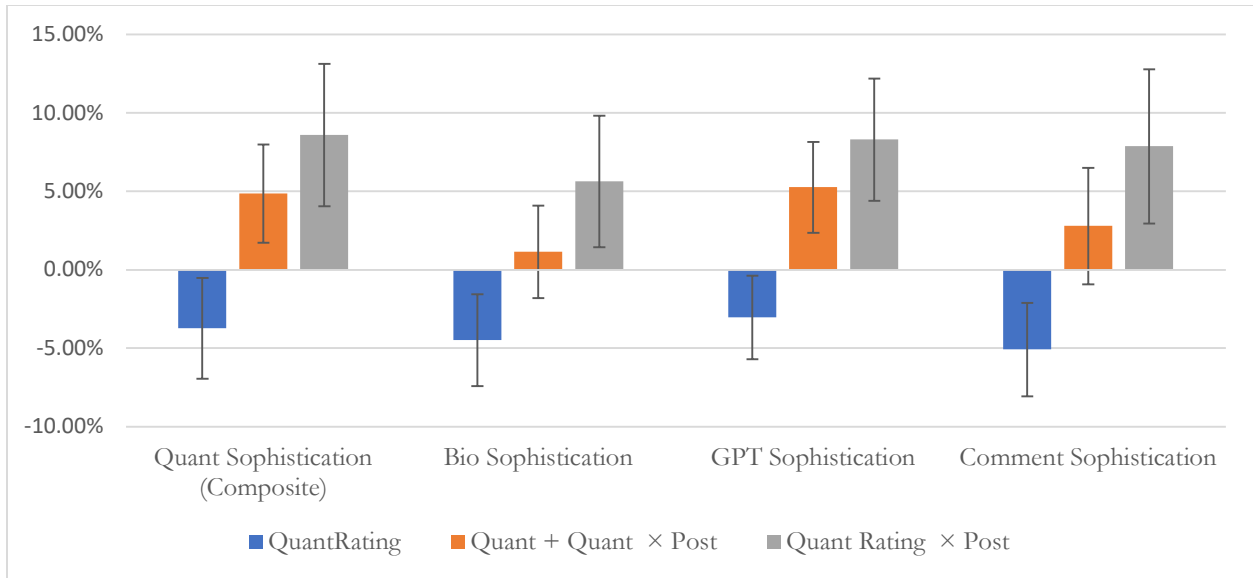 15.00%
10.00%
5.00%
0.00%
-5.00%
-10.00%
Quant Sophistication
(Composite)
Bio Sophistication
GPT Sophistication
Comment Sophistication
QuantRating
Quant + Quant × Post
Quant Rating × Post